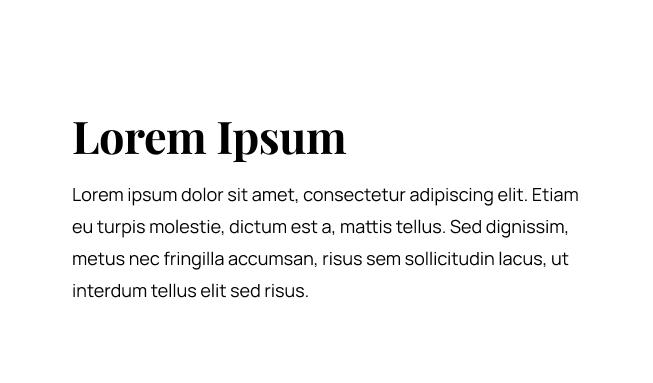 Lorem Ipsum
Lorem ipsum dolor sit amet, consectetur adipiscing elit. Etiam
eu turpis molestie, dictum est a, mattis tellus. Sed dignissim,
metus nec fringilla accumsan, risus sem sollicitudin lacus, ut
interdum tellus elit sed risus.